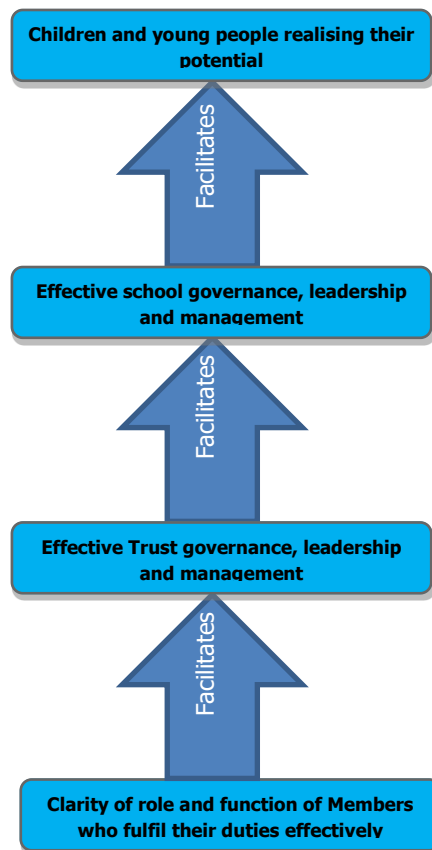 Children and young people realising their
potential
Facilitates
Effective school governance, leadership
and management
Facilitates
Effective Trust governance, leadership
and management
Facilitates
Clarity of role and function of Members
who fulfil their duties effectively